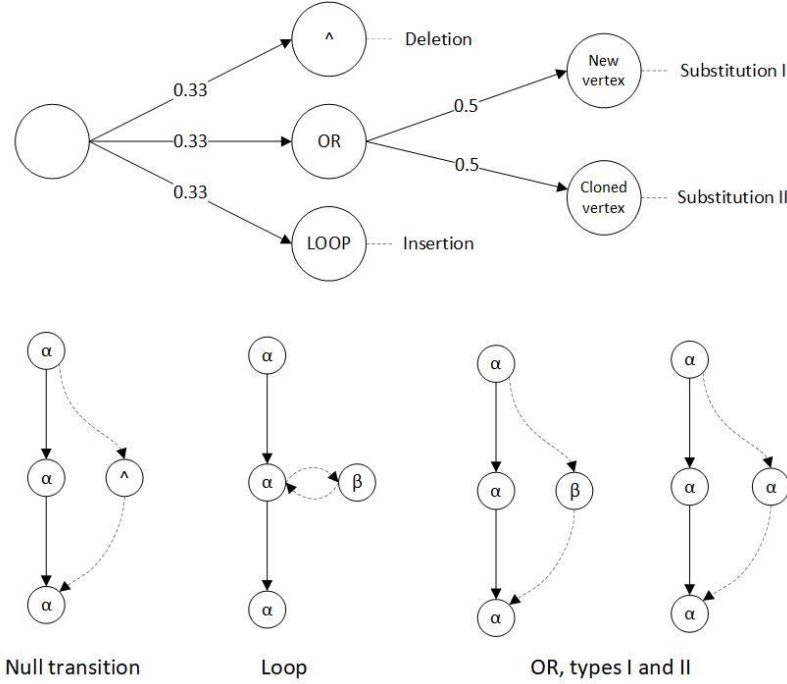 ^
Deletion
New
vertex
Substitution I
0.33
0.5
0.33
OR
0.5
0.33
Cloned
vertex
Substitution II
LOOP
Insertion
α
α
^
α
α
α
β
α
α
α
β
α
α
α
α
α
Null transition
Loop
OR, types I and II